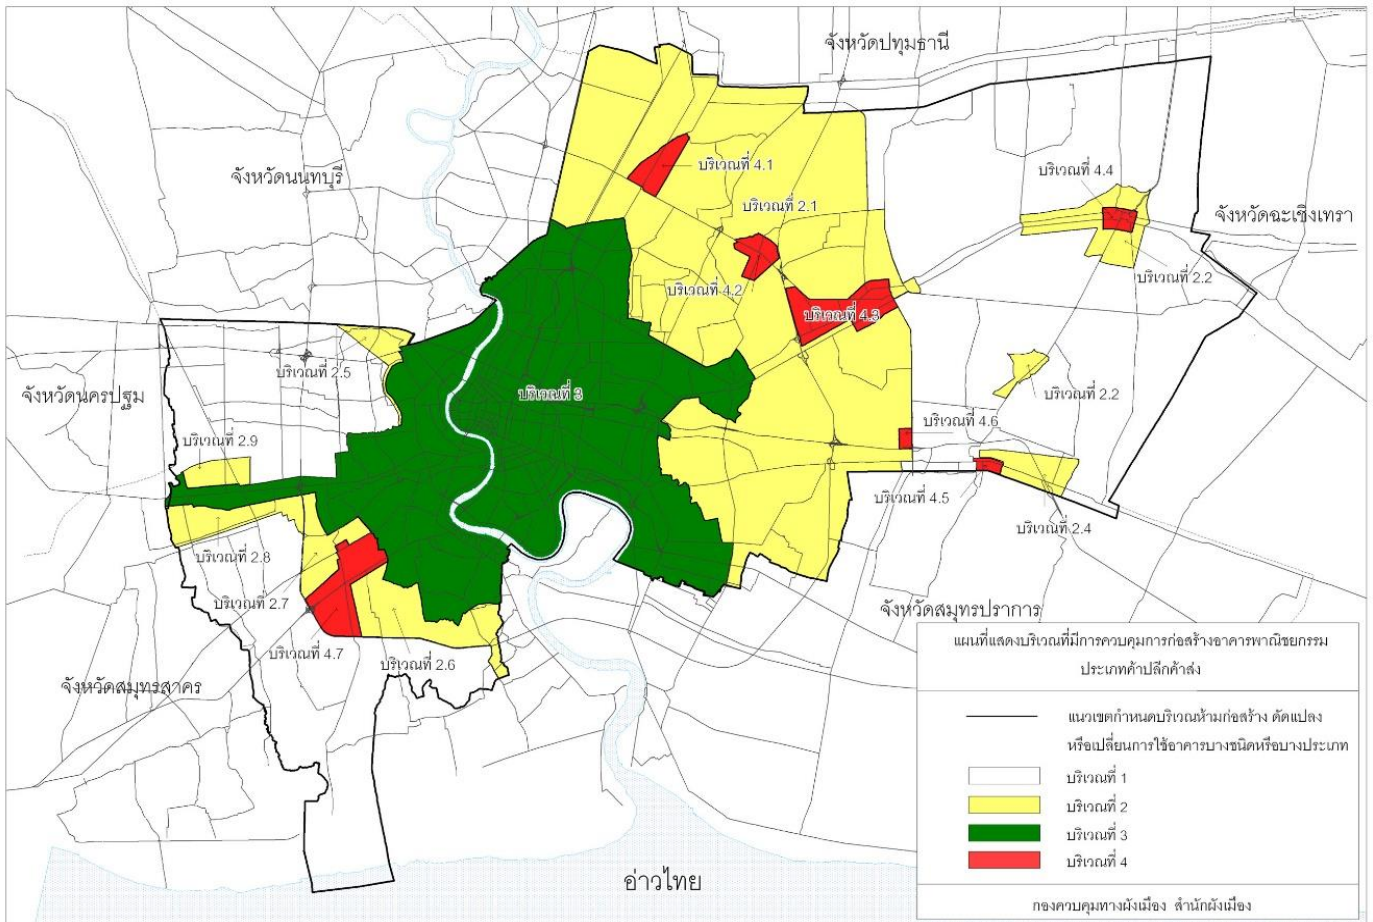 จังหวัดปทุมธานี
จังหวัดนนทบุรี
บริเวณที่ 4.1
บริเวณที่ 4.4
บริเวณที่ 2.1
จังหวัดฉะเชิงเทรา
บริเวณที่ 2.2
บริเวณที่ 4.2
บริเวณที่ 4.3
บริเวณที่ 2.5
จังหวัดนครปฐม
บริเวณที่ 3
บริเวณที่ 2.2
บริเวณที่ 4.6
บริเวณที่ 2.9
บริเวณที่ 4.5
บริเวณที่ 2.4
บริเวณที่ 2.8
บริเวณที่ 2.7
จังหวัดสมุทรปราการ
บริเวณที่ 4.7
บริเวณที่ 2.6
จังหวัดสมุทรสาคร
อ่าวไทย
แผนที่แสดงบริเวณที่มีการควบคุมการก่อสร้างอาคารพาณิชยกรรม
ประเภทค้าปลีกค้าส่ง
แนวเขตกำหนดบริเวณห้ามก่อสร้าง ดัดแปลง
หรือเปลี่ยนการใช้อาคารบางชนิดหรือบางประเภท
บริเวณที่ 1
บริเวณที่ 2
บริเวณที่ 3
บริเวณที่ 4
กองควบคุมทางผังเมือง สำนักผังเมือง